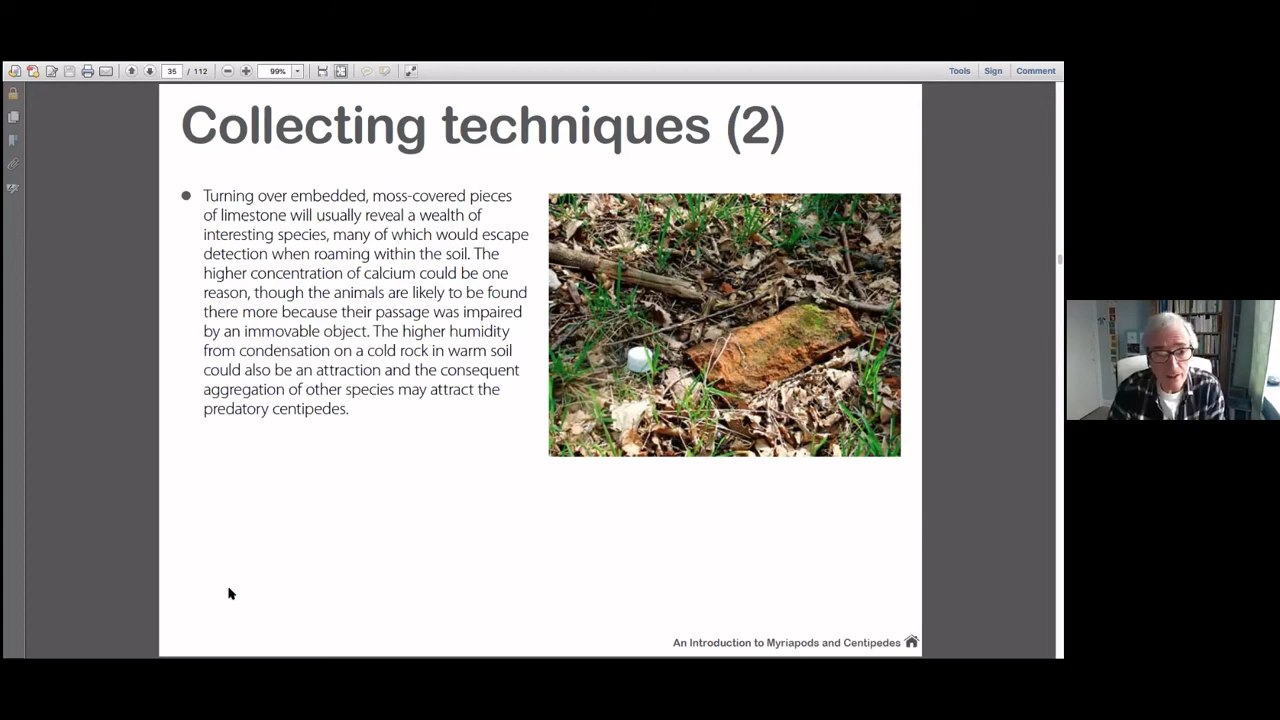 35 / 112
99%
Tools Sign Comment
Collecting techniques (2)
Turning over embedded, moss-covered pieces
of limestone will usually reveal a wealth of
interesting species, many of which would escape
detection when roaming within the soil. The
higher concentration of calcium could be one
reason, though the animals are likely to be found
there more because their passage was impaired
by an immovable object. The higher humidity
from condensation on a cold rock in warm soil
could also be an attraction and the consequent
aggregation of other species may attract the
predatory centipedes.
An Introduction to Myriapods and Centipedes